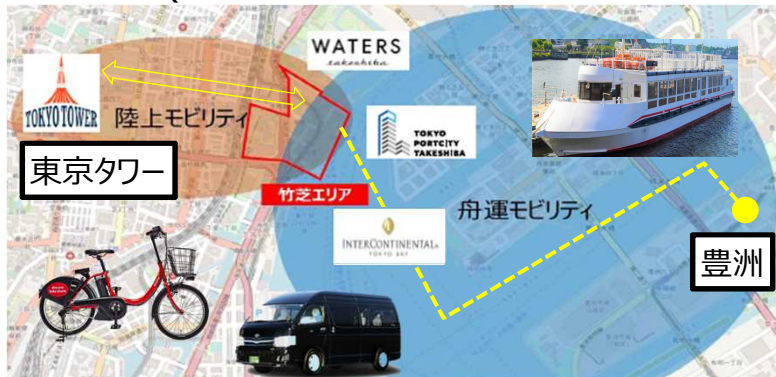 WATERS
takeshiba
TOKYO TOWER
陸上モビリティ
TOKYO
PORTCITY
TAKESHIBA
東京タワー
竹芝エリア
舟運モビリティ
INTERCONTINENTAL®
TOKYO BAY
豊洲